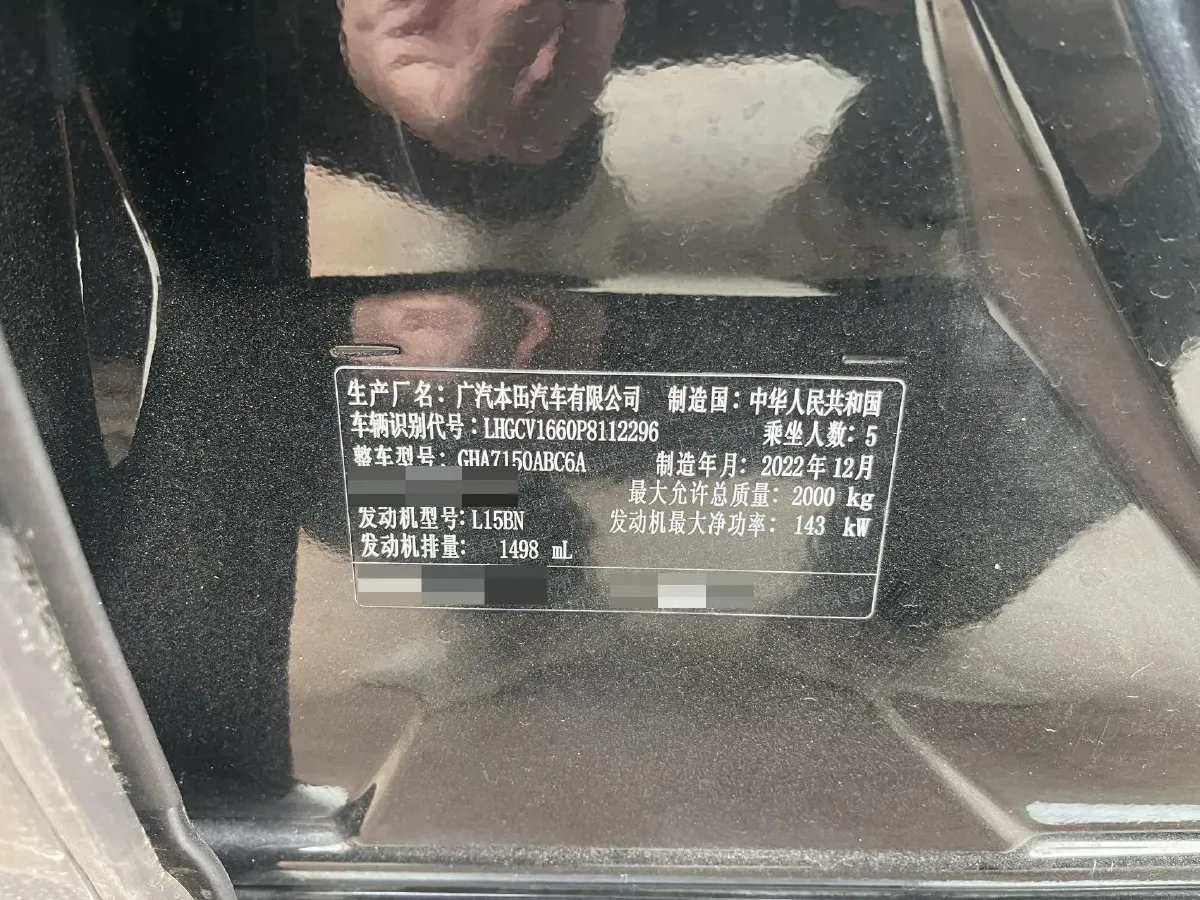 生产厂名：广汽本田汽车有限公司 制造国：中华人民共和国
车辆识别代号：LHGCV1660P8112296 乘坐人数：5
整车型号：GHA7150ABC6A 制造年月：2022年12月
最大允许总质量：2000 kg
发动机型号：L15BN 发动机最大净功率：143 kW
发动机排量：1498 mL